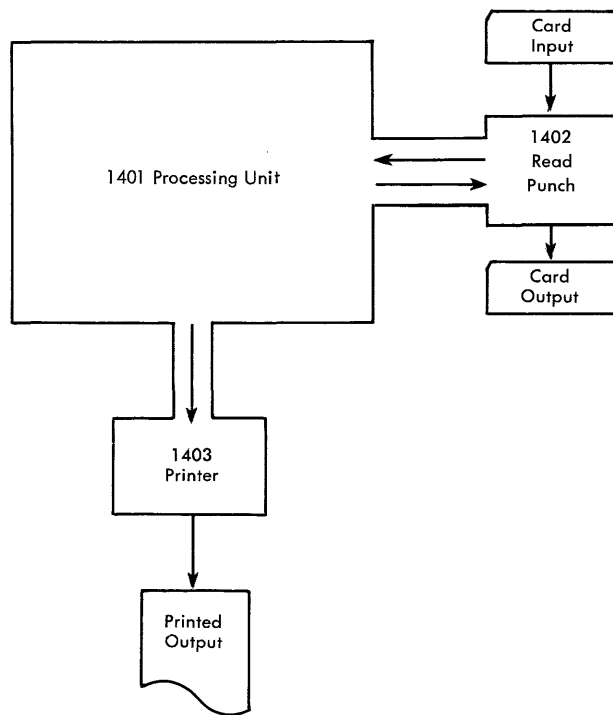 Card
Input
1402
Read
Punch
1401 Processing Unit
Card
Output
1403
Printer
Printed
Output